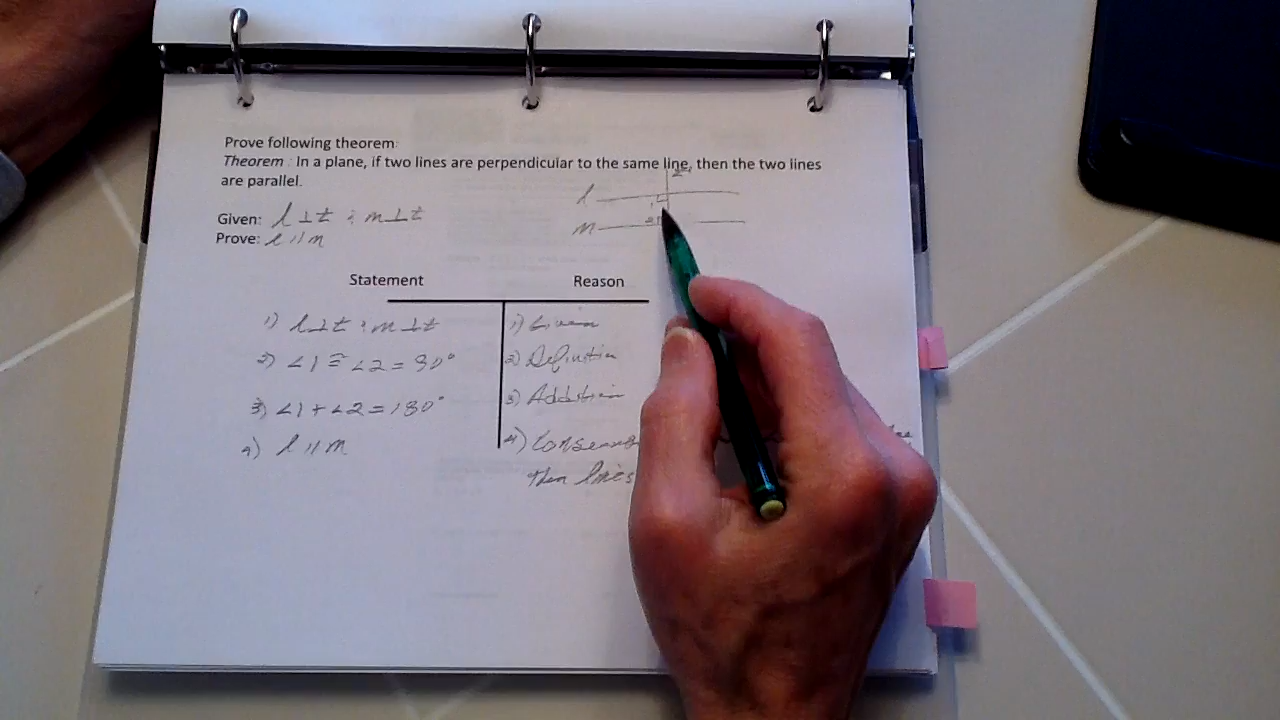 Prove following theorem:
Theorem : In a plane, if two lines are perpendicular to the same line, then the two lines
are parallel.
l
m
Given: l ⊥ t ; m ⊥ t
Prove: l // m
Statement Reason
1) l ⊥ t ; m ⊥ t 1) Given
2) ∠1 ≅ ∠2 = 90° 2) Definition
3) ∠1 + ∠2 = 180° 3) Addition
4) l // m 4)
then lines